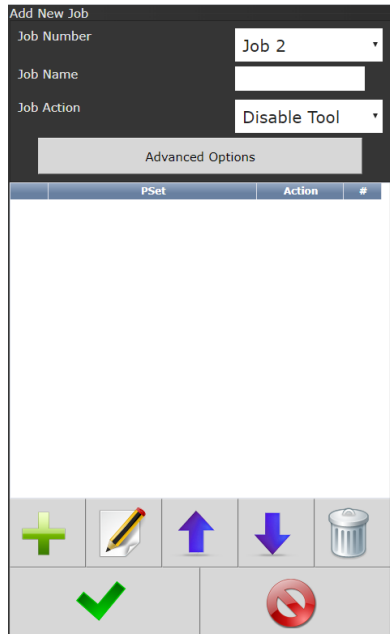 Add New Job
Job Number Job 2
Job Name
Job Action Disable Tool
Advanced Options
PSet Action #